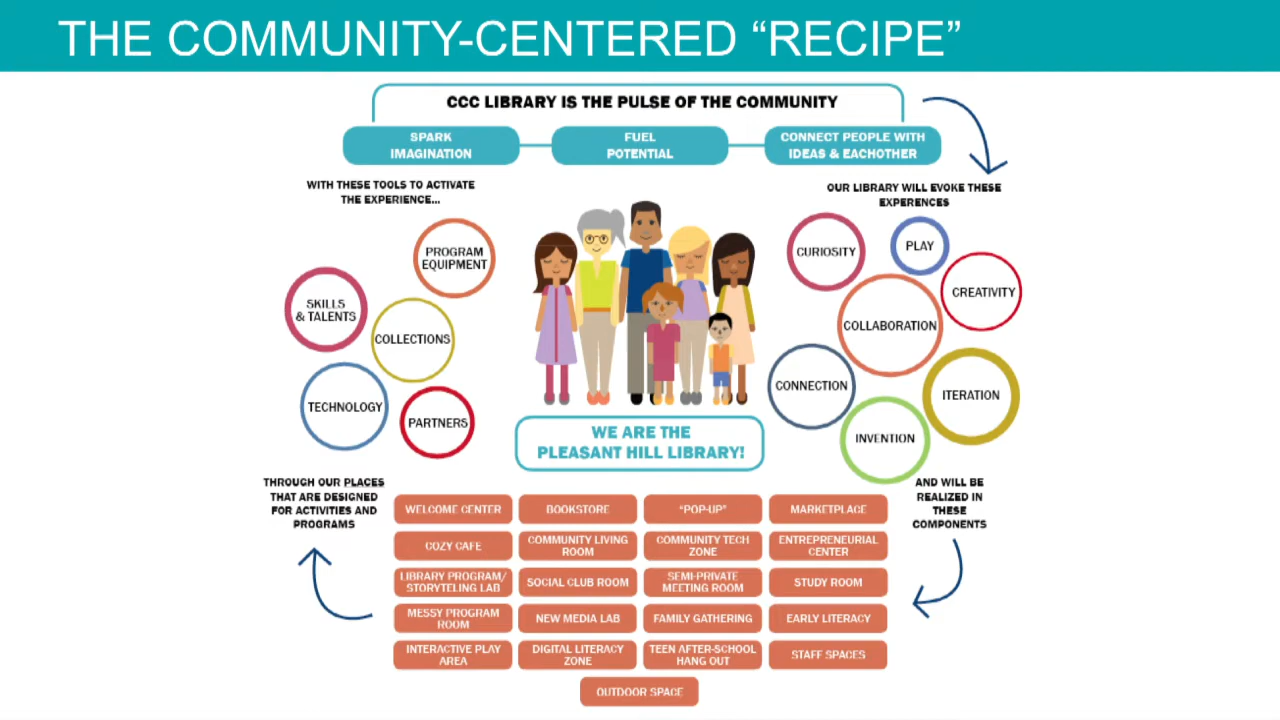 THE COMMUNITY-CENTERED “RECIPE”
CCC LIBRARY IS THE PULSE OF THE COMMUNITY
SPARK
IMAGINATION
FUEL
POTENTIAL
CONNECT PEOPLE WITH
IDEAS & EACHOTHER
WITH THESE TOOLS TO ACTIVATE
THE EXPERIENCE...
PROGRAM
EQUIPMENT
SKILLS
& TALENTS
COLLECTIONS
TECHNOLOGY
PARTNERS
OUR LIBRARY WILL EVOKE THESE
EXPERENCES
CURIOSITY
PLAY
CREATIVITY
COLLABORATION
CONNECTION
ITERATION
INVENTION
WE ARE THE
PLEASANT HILL LIBRARY!
THROUGH OUR PLACES
THAT ARE DESIGNED
FOR ACTIVITIES AND
PROGRAMS
AND WILL BE
REALIZED IN
THESE
COMPONENTS
WELCOME CENTER
BOOKSTORE
“POP-UP”
MARKETPLACE
COZY CAFE
COMMUNITY LIVING
ROOM
COMMUNITY TECH
ZONE
ENTREPRENEURIAL
CENTER
LIBRARY PROGRAM/
STORYTELING LAB
SOCIAL CLUB ROOM
SEMI-PRIVATE
MEETING ROOM
STUDY ROOM
MESSY PROGRAM
ROOM
NEW MEDIA LAB
FAMILY GATHERING
EARLY LITERACY
INTERACTIVE PLAY
AREA
DIGITAL LITERACY
ZONE
TEEN AFTER-SCHOOL
HANG OUT
STAFF SPACES
OUTDOOR SPACE